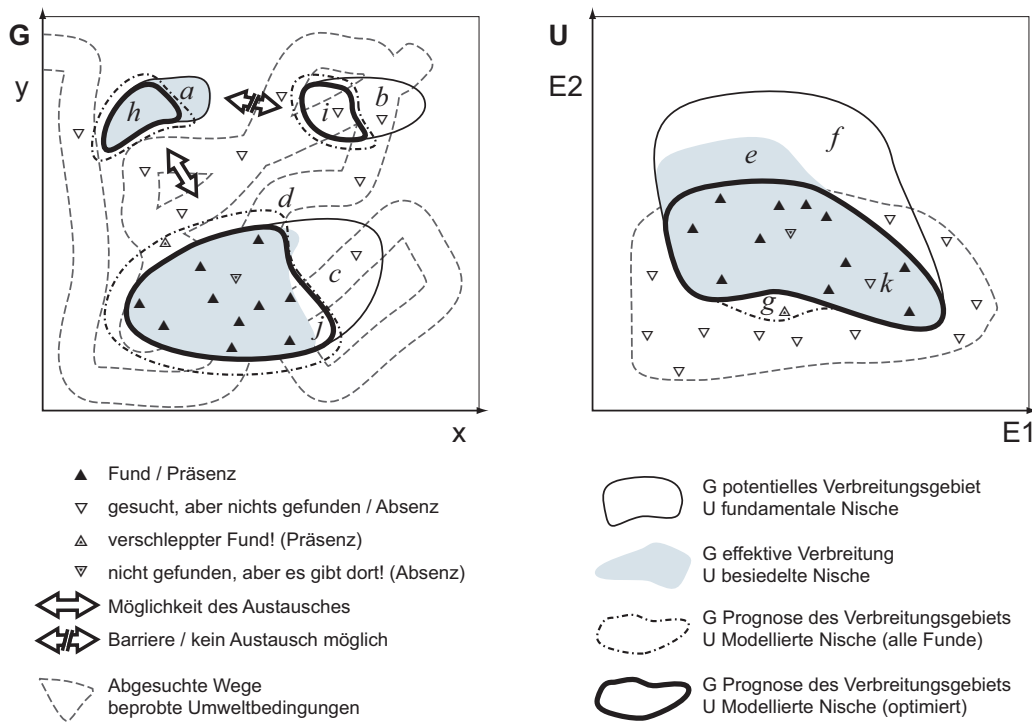 G
y
a
h
b
i
d
c
j
x
U
E2
f
e
k
g
E1
Fund / Präsenz
gesucht, aber nichts gefunden / Absenz
verschleppter Fund! (Präsenz)
nicht gefunden, aber es gibt dort! (Absenz)
Möglichkeit des Austausches
Barriere / kein Austausch möglich
Abgesuchte Wege
beprobte Umweltbedingungen
G potentielles Verbreitungsgebiet
U fundamentale Nische
G effektive Verbreitung
U besiedelte Nische
G Prognose des Verbreitungsgebiets
U Modellierte Nische (alle Funde)
G Prognose des Verbreitungsgebiets
U Modellierte Nische (optimiert)